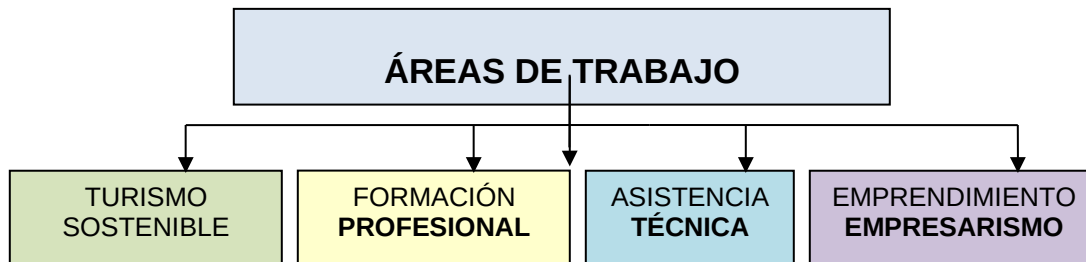 ÁREAS DE TRABAJO
TURISMO
SOSTENIBLE
FORMACIÓN
PROFESIONAL
ASISTENCIA
TÉCNICA
EMPRENDIMIENTO
EMPRESARISMO